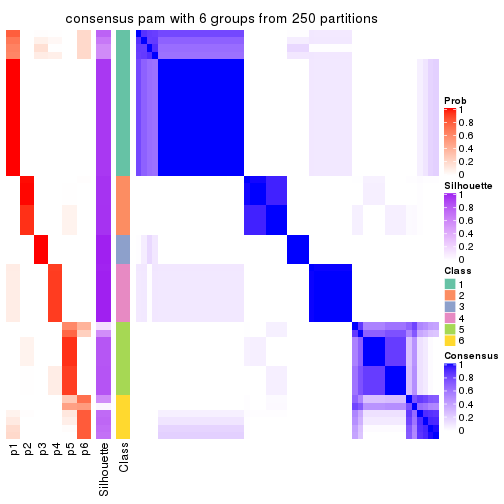 consensus pam with 6 groups from 250 partitions
Prob
1
0.8
0.6
0.4
0.2
0
Silhouette
1
0.8
0.6
0.4
0.2
0
Class
1
2
3
4
5
6
Consensus
1
0.8
0.6
0.4
0.2
0
p1
p2
p3
p4
p5
p6
Silhouette
Class